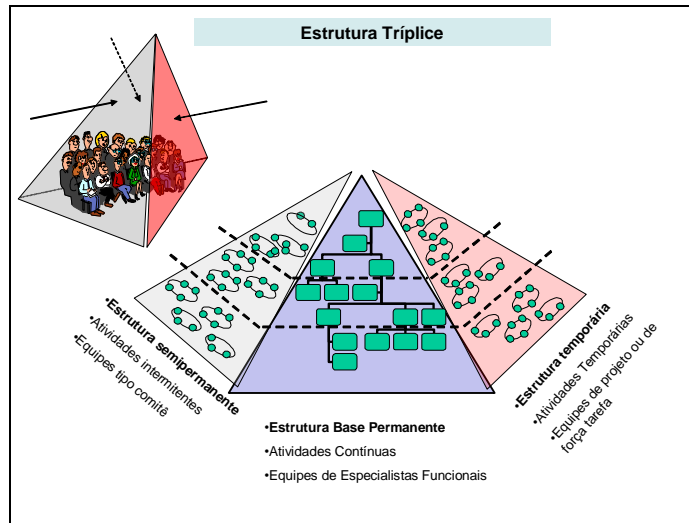 Estrutura Tríplice
•Estrutura semipermanente
•Atividades intermitentes
•Equipes tipo comitê
•Estrutura Base Permanente
•Atividades Contínuas
•Equipes de Especialistas Funcionais
•Estrutura temporária
•Atividades Temporárias
•Equipes de projeto ou de
força tarefa